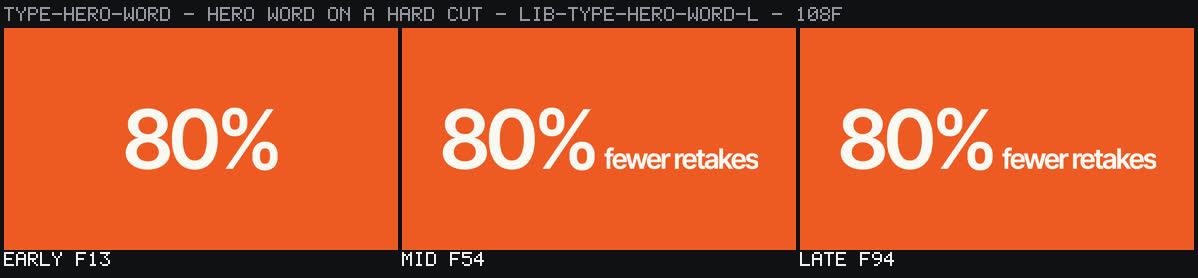 TYPE-HERO-WORD - HERO WORD ON A HARD CUT - LIB-TYPE-HERO-WORD-L - 108F
80%
80% fewer retakes
80% fewer retakes
EARLY F13
MID F54
LATE F94